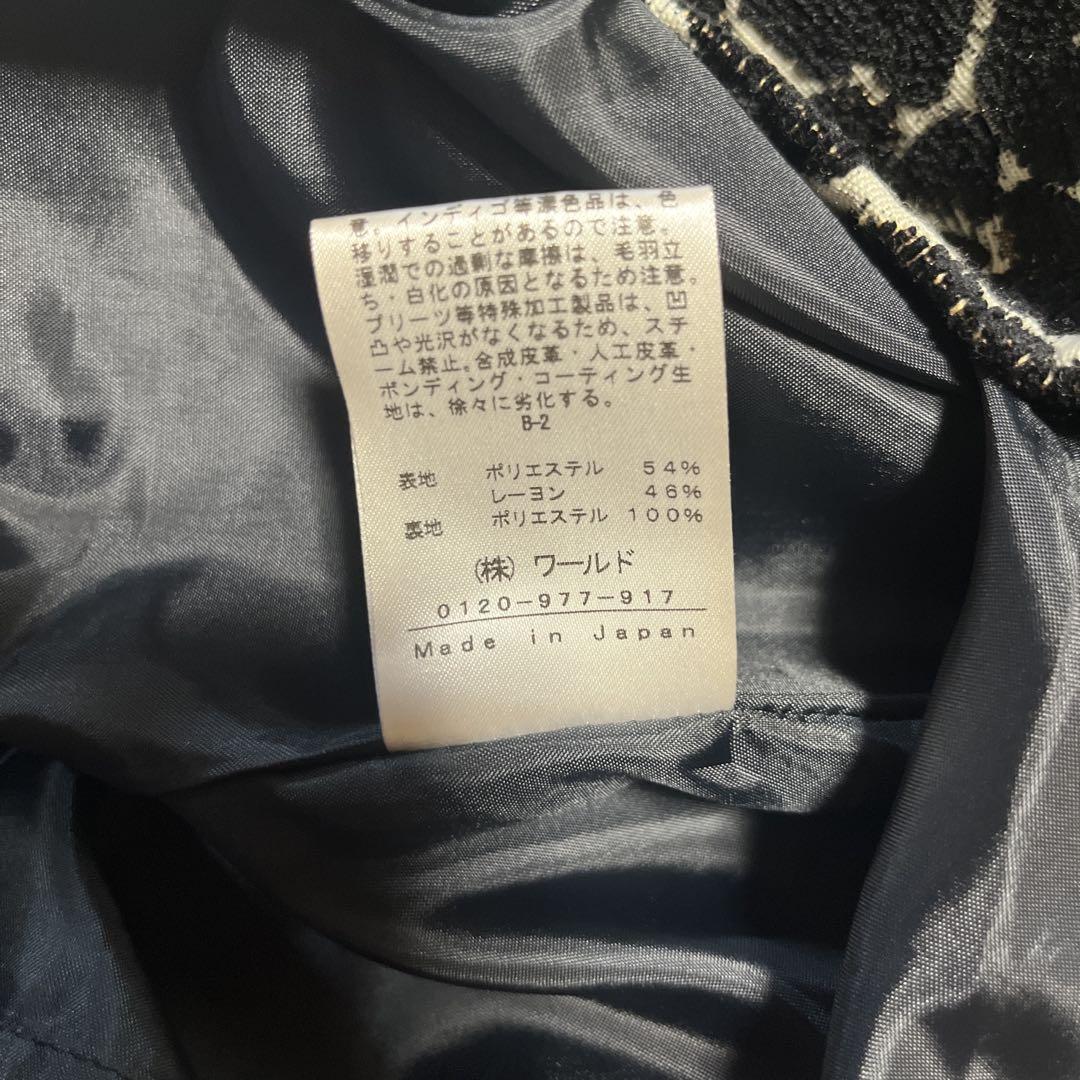 意。インディゴ等濃色品は、色
移りすることがあるので注意。
湿潤での過剰な摩擦は、毛羽立
ち・白化の原因となるため注意。
プリーツ等特殊加工製品は、凹
凸や光沢がなくなるため、スチ
ーム禁止。合成皮革・人工皮革・
ボンディング・コーティング生
地は、徐々に劣化する。
B-2
表地 ポリエステル 54%
レーヨン 46%
裏地 ポリエステル 100%
(株) ワールド
0120-977-917
Made in Japan